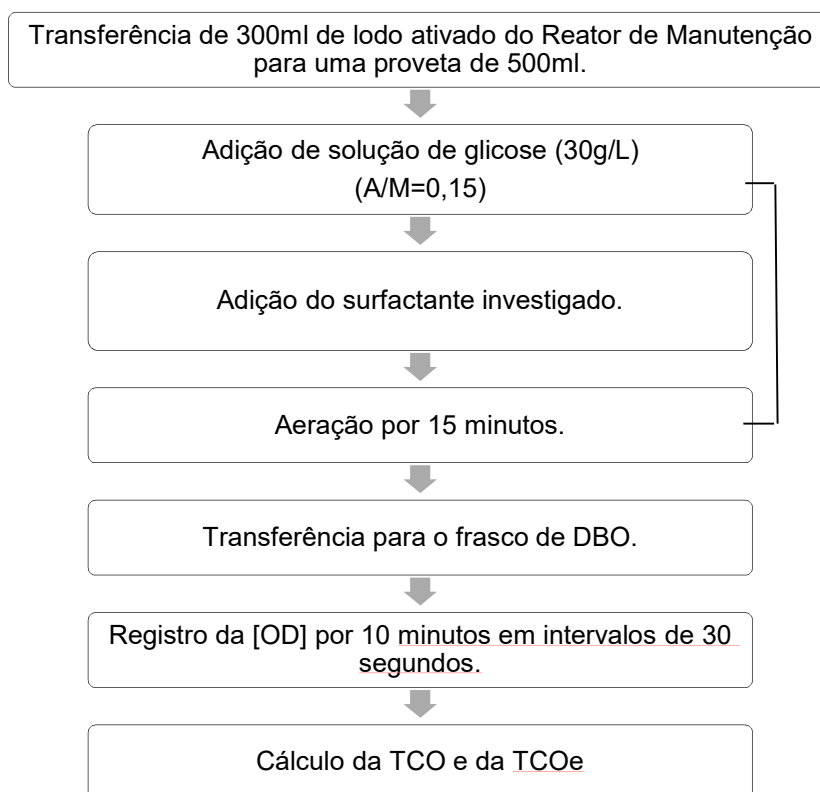 Transferência de 300ml de lodo ativado do Reator de Manutenção
para uma proveta de 500ml.
Adição de solução de glicose (30g/L)
(A/M=0,15)
Adição do surfactante investigado.
Aeração por 15 minutos.
Transferência para o frasco de DBO.
Registro da [OD] por 10 minutos em intervalos de 30
segundos.
Cálculo da TCO e da TCOe